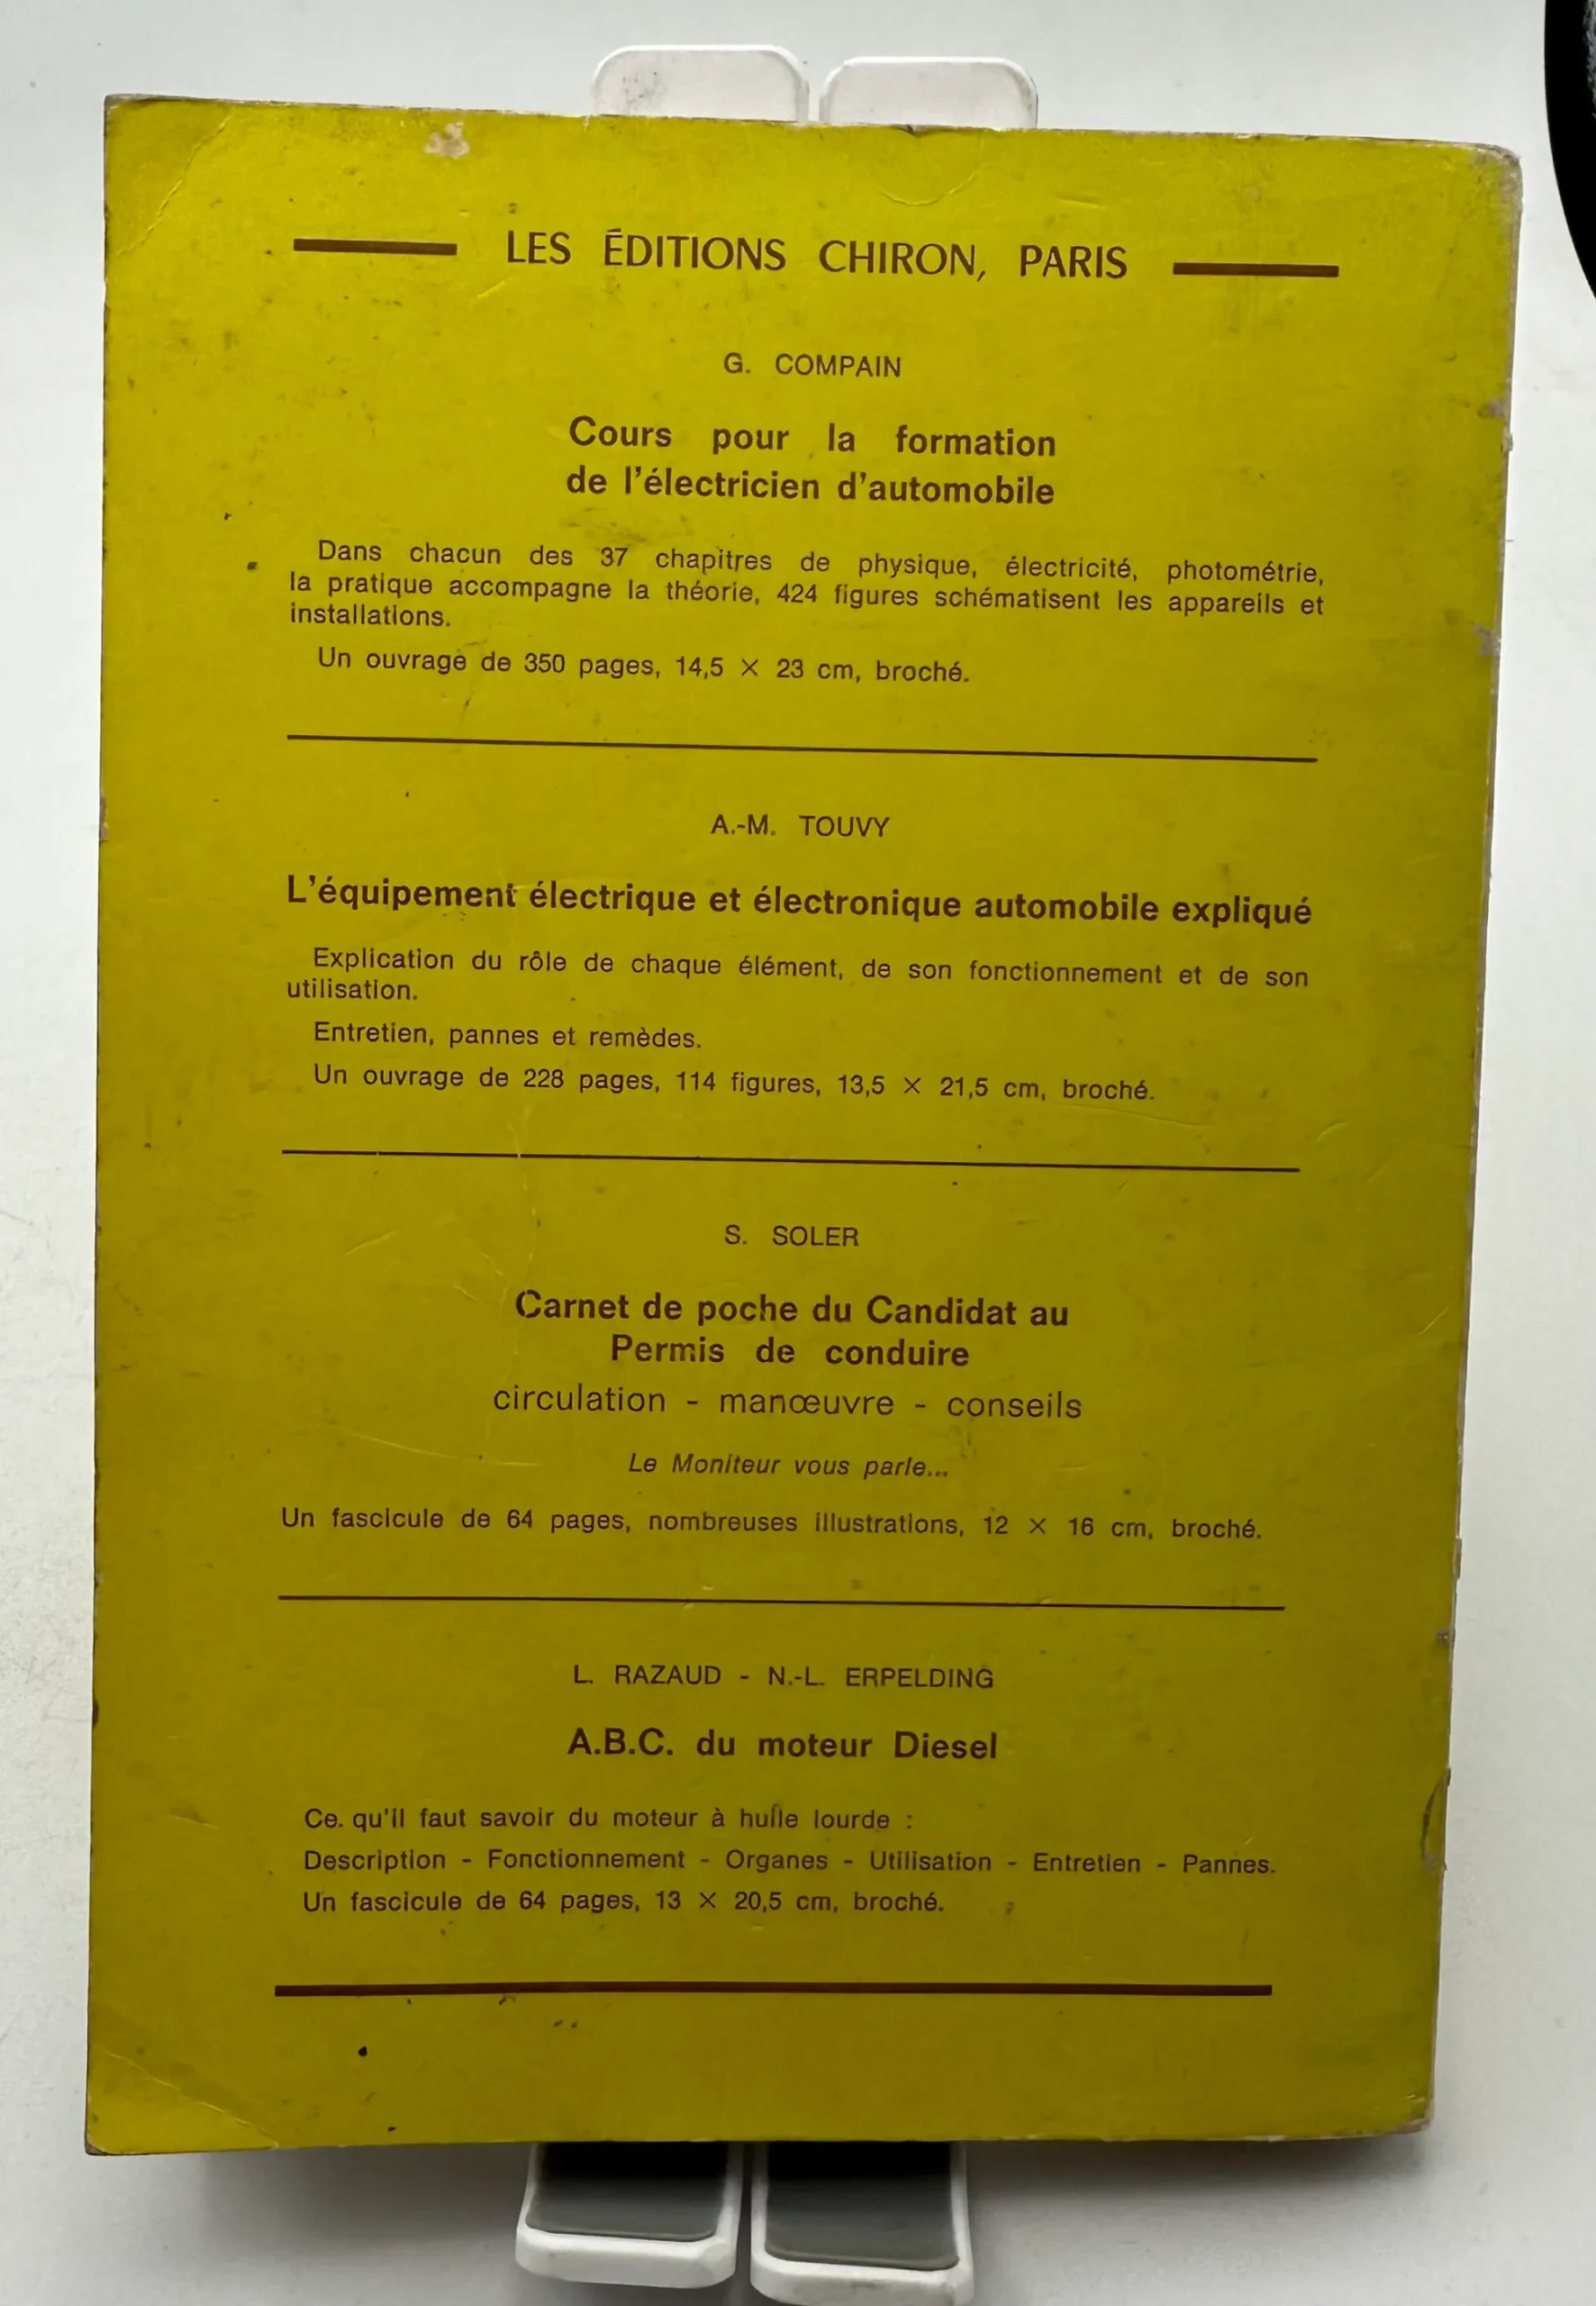 LES ÉDITIONS CHIRON, PARIS
G. COMPAIN
Cours pour la formation
de l'électricien d'automobile
Dans chacun des 37 chapitres de physique, électricité, photométrie,
la pratique accompagne la théorie, 424 figures schématisent les appareils et
installations.
Un ouvrage de 350 pages, 14,5 × 23 cm, broché.
A.-M. TOUVY
L'équipement électrique et électronique automobile expliqué
Explication du rôle de chaque élément, de son fonctionnement et de son
utilisation.
Entretien, pannes et remèdes.
Un ouvrage de 228 pages, 114 figures, 13,5 × 21,5 cm, broché.
S. SOLER
Carnet de poche du Candidat au
Permis de conduire
circulation - manœuvre - conseils
Le Moniteur vous parle...
Un fascicule de 64 pages, nombreuses illustrations, 12 × 16 cm, broché.
L. RAZAUD - N.-L. ERPELDING
A.B.C. du moteur Diesel
Ce qu'il faut savoir du moteur à huile lourde :
Description - Fonctionnement - Organes - Utilisation - Entretien - Pannes.
Un fascicule de 64 pages, 13 × 20,5 cm, broché.